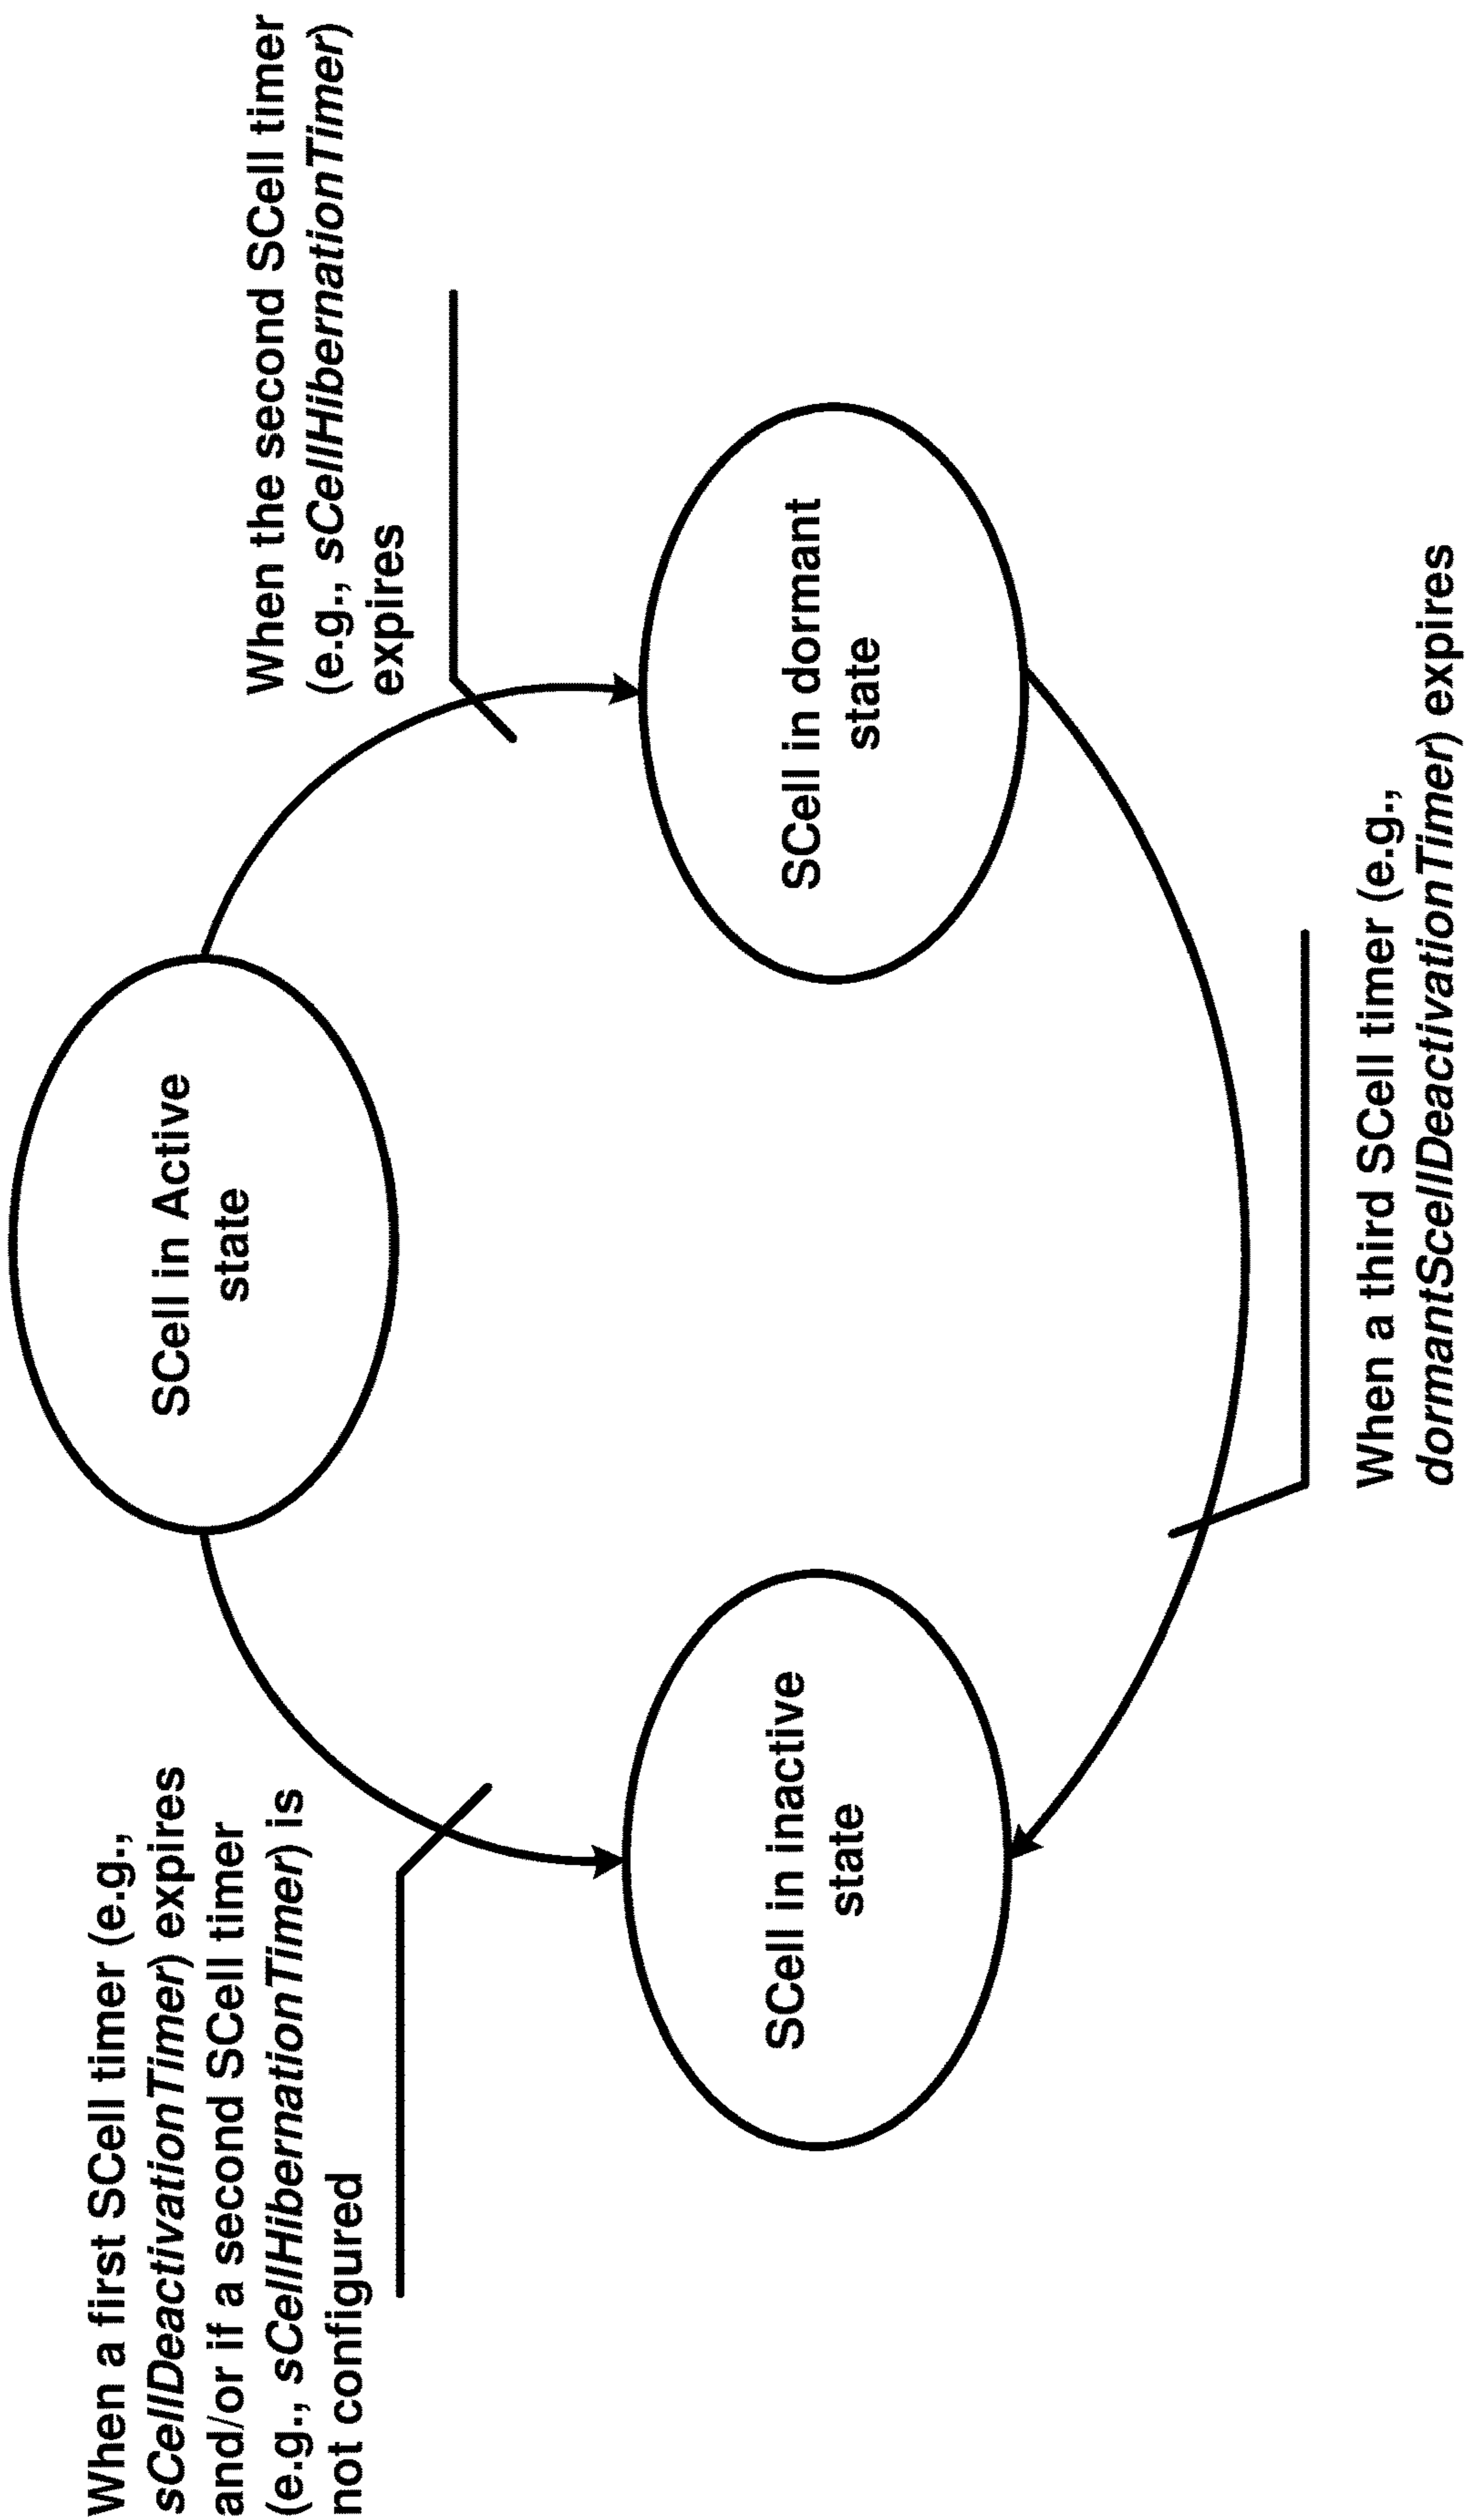 When a first SCell timer (e.g.,
sCellDeactivationTimer) expires
and/or if a second SCell timer
(e.g., sCellHibernationTimer) is
not configured
SCell in Active
state
When the second SCell timer
(e.g., sCellHibernationTimer)
expires
SCell in inactive
state
SCell in dormant
state
When a third SCell timer (e.g.,
dormantScellDeactivationTimer) expires